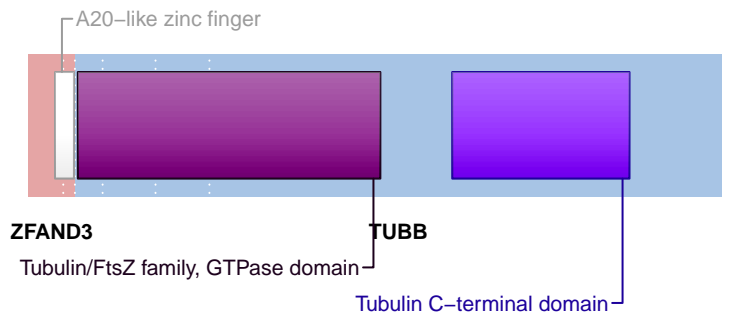 A20−like zinc finger
ZFAND3 TUBB
Tubulin/FtsZ family, GTPase domain
Tubulin C−terminal domain